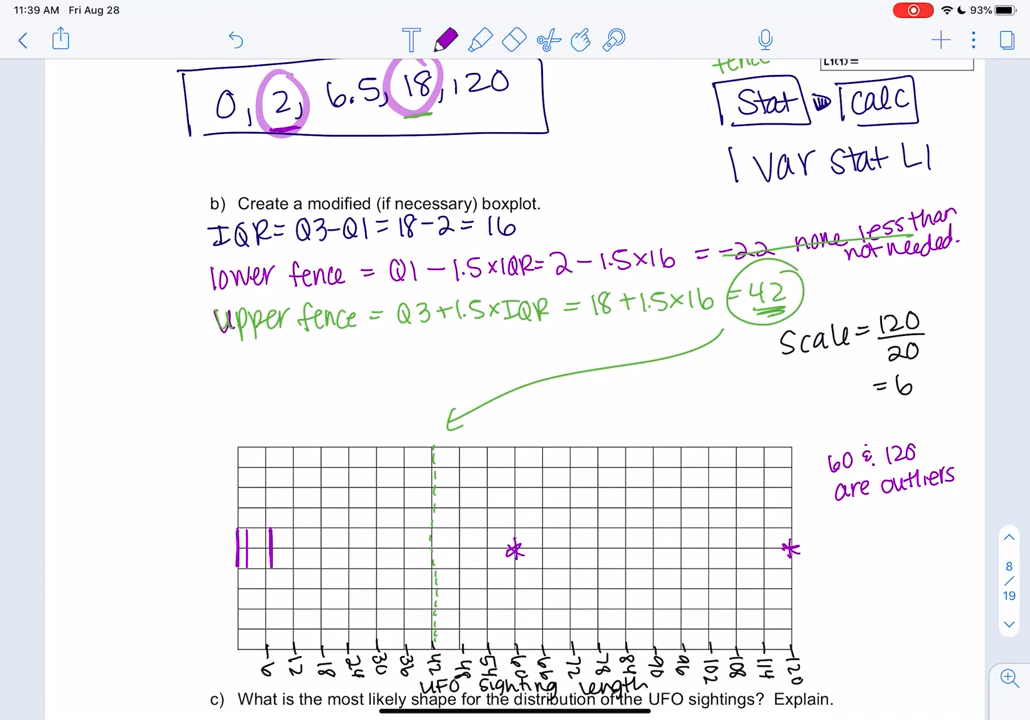 11:39 AM Fri Aug 28
93%
fence
L1(1) =
0, 2, 6.5, 18, 120
Stat
Calc
1 var stat L1
b) Create a modified (if necessary) boxplot.
IQR = Q3-Q1 = 18-2 = 16
lower fence = Q1 - 1.5×IQR = 2 - 1.5×16 = -22 none less than
not needed.
upper fence = Q3+1.5×IQR = 18+1.5×16 = 42
Scale = 120
20
= 6
60 & 120
are outliers
8
/
19
6 12 18 24 30 36 42 48 54 60 66 72 78 84 90 96 102 108 114 120
UFO sighting length
c) What is the most likely shape for the distribution of the UFO sightings? Explain.